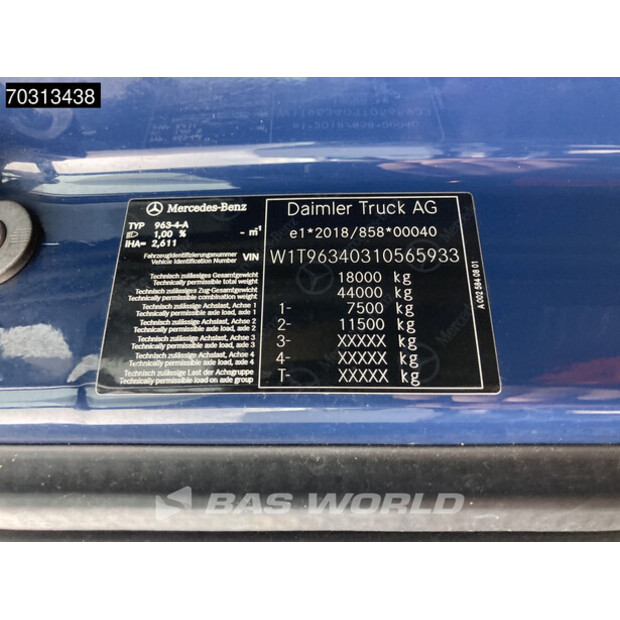 70313438
Mercedes-Benz
TYP 963-4-A
1,00 % - m¹
IHA= 2,611
Fahrzeugidentifizierungsnummer
Vehicle Identification Number VIN
Technisch zulässiges Gesamtgewicht
Technically permissible total weight
Technisch zulässiges Zug-Gesamtgewicht
Technically permissible combination weight
Technisch zulässige Achslast, Achse 1
Technically permissible axle load, axle 1
Technisch zulässige Achslast, Achse 2
Technically permissible axle load, axle 2
Technisch zulässige Achslast, Achse 3
Technically permissible axle load, axle 3
Technisch zulässige Achslast, Achse 4
Technically permissible axle load, axle 4
Technisch zulässige Last der Achsgruppe
Technically permissible load on axle group
Daimler Truck AG
e1*2018/858*00040
W1T96340310565933
18000 kg
44000 kg
1- 7500 kg
2- 11500 kg
3- XXXXX kg
4- XXXXX kg
T- XXXXX kg
A 002 584 08 01
BAS WORLD